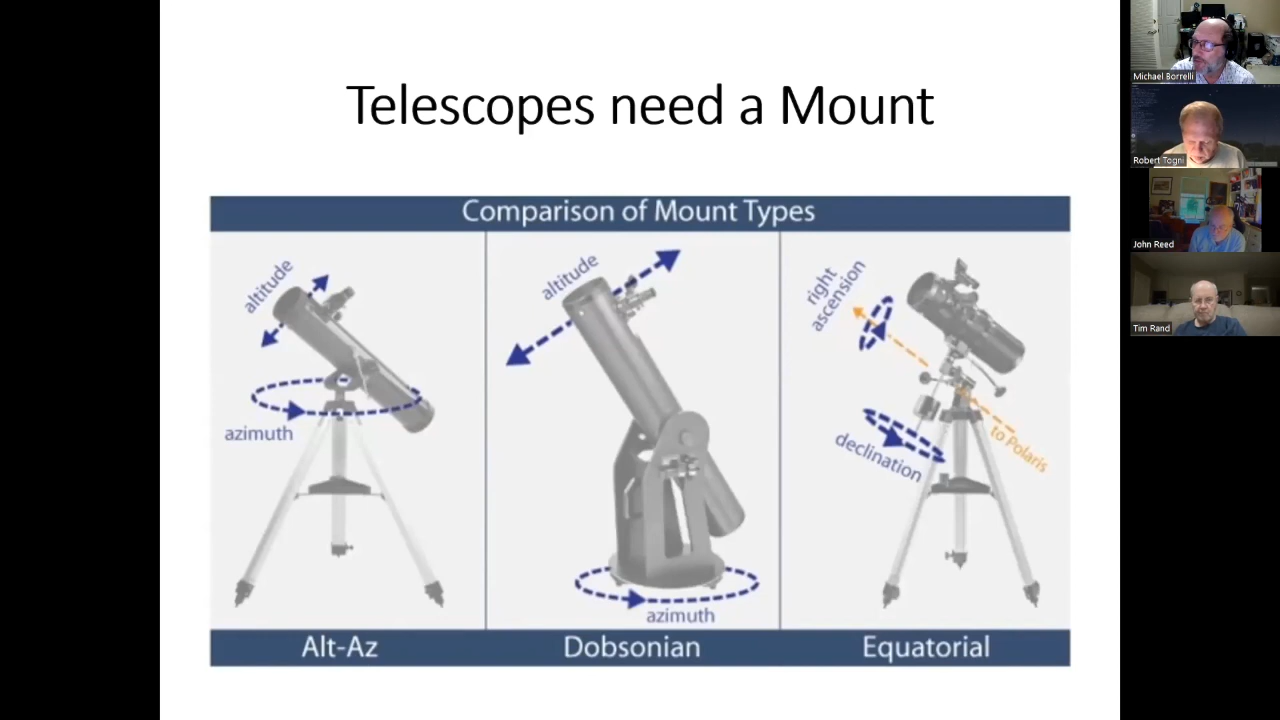 Telescopes need a Mount
Comparison of Mount Types
altitude
azimuth
altitude
azimuth
right
ascension
declination
to Polaris
Alt-Az
Dobsonian
Equatorial
Michael Borrelli
Robert Togni
John Reed
Tim Rand